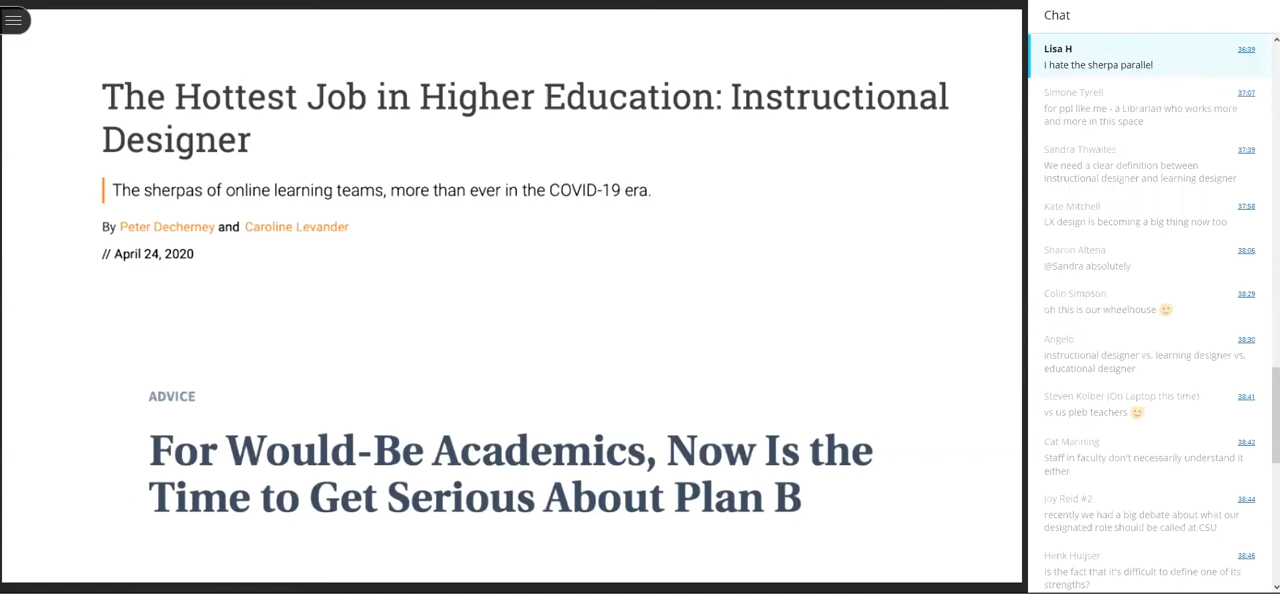 The Hottest Job in Higher Education: Instructional
Designer
The sherpas of online learning teams, more than ever in the COVID-19 era.
By Peter Decherney and Caroline Levander
// April 24, 2020
ADVICE
For Would-Be Academics, Now Is the
Time to Get Serious About Plan B
Chat
Lisa H 36:39
I hate the sherpa parallel
Simone Tyrell 37:07
for ppl like me - a Librarian who works more
and more in this space
Sandra Thwaites 37:39
We need a clear definition between
instructional designer and learning designer
Kate Mitchell 37:58
LX design is becoming a big thing now too
Sharon Altena 38:06
@Sandra absolutely
Colin Simpson 38:29
oh this is our wheelhouse
Angelo 38:30
instructional designer vs. learning designer vs.
educational designer
Steven Kolber (On Laptop this time) 38:41
vs us pleb teachers
Cat Manning 38:42
Staff in faculty don't necessarily understand it
either
Joy Reid #2 38:44
recently we had a big debate about what our
designated role should be called at CSU
Henk Huijser 38:46
Is the fact that it's difficult to define one of its
strengths?